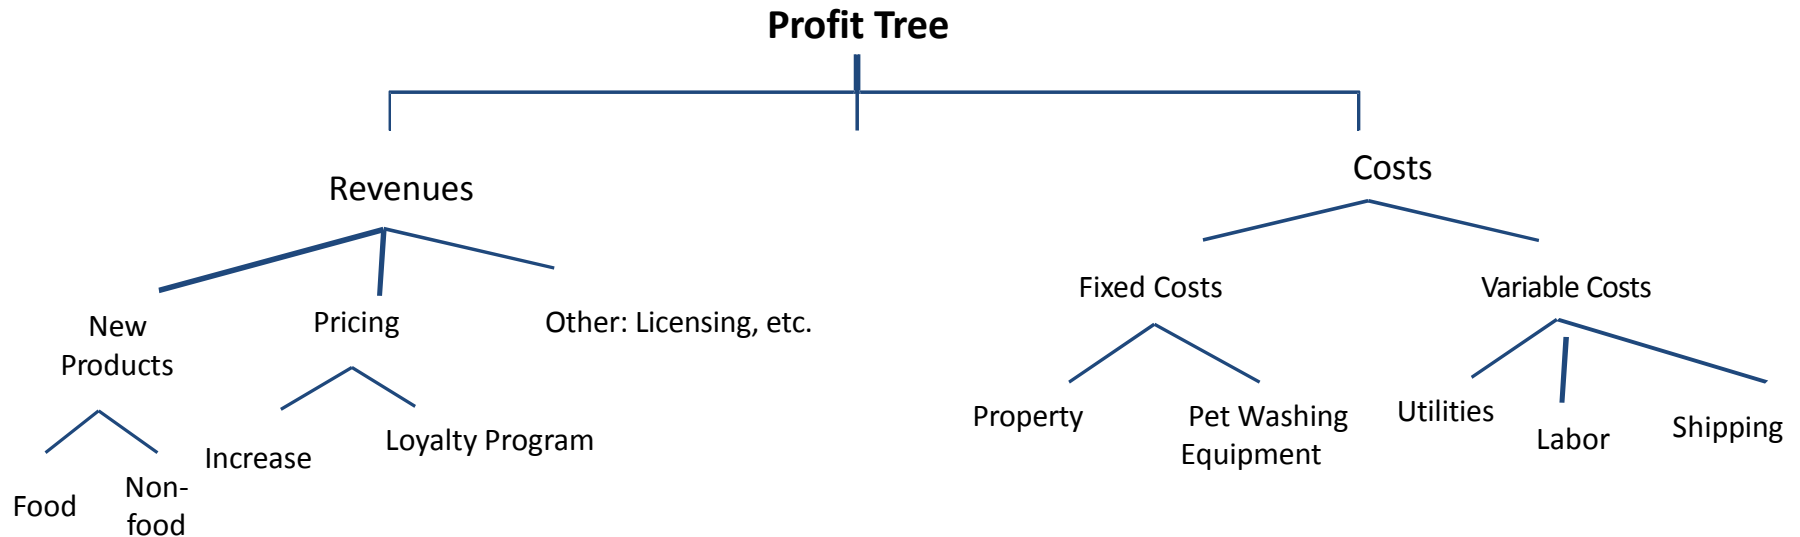 Profit Tree
Revenues
Costs
New
Products
Pricing
Other: Licensing, etc.
Fixed Costs
Variable Costs
Food
Non-
food
Increase
Loyalty Program
Property
Pet Washing
Equipment
Utilities
Labor
Shipping